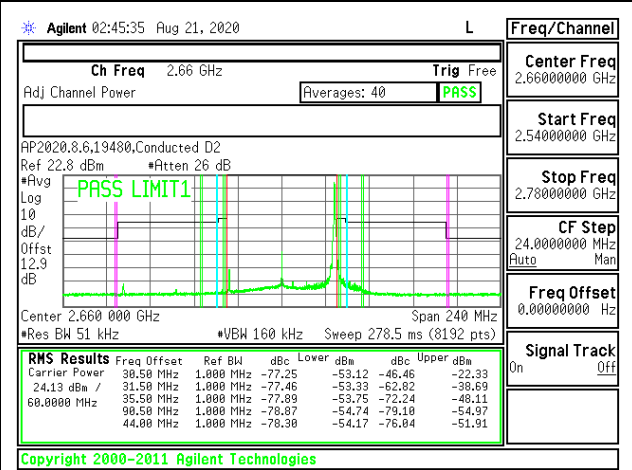 Agilent 02:45:35 Aug 21, 2020 L
Freq/Channel
Ch Freq 2.66 GHz Trig Free
Adj Channel Power Averages: 40 PASS
AP2020.8.6,19480,Conducted D2
Ref 22.8 dBm #Atten 26 dB
#Avg
Log
10
dB/
Offst
12.9
dB
PASS LIMIT1
Center 2.660 000 GHz Span 240 MHz
#Res BW 51 kHz #VBW 160 kHz Sweep 278.5 ms (8192 pts)
RMS Results Freq Offset Ref BW dBc Lower dBm dBc Upper dBm
Carrier Power 30.50 MHz 1.000 MHz -77.25 -53.12 -46.46 -22.33
24.13 dBm / 31.50 MHz 1.000 MHz -77.46 -53.33 -62.82 -38.69
60.0000 MHz 35.50 MHz 1.000 MHz -77.89 -53.75 -72.24 -48.11
90.50 MHz 1.000 MHz -78.87 -54.74 -79.10 -54.97
44.00 MHz 1.000 MHz -78.30 -54.17 -76.04 -51.91
Copyright 2000-2011 Agilent Technologies
Center Freq
2.66000000 GHz
Start Freq
2.54000000 GHz
Stop Freq
2.78000000 GHz
CF Step
24.0000000 MHz
Auto Man
Freq Offset
0.00000000 Hz
Signal Track
On Off